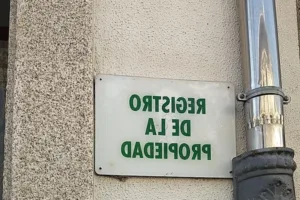 REGISTRO
DE LA
PROPIEDAD